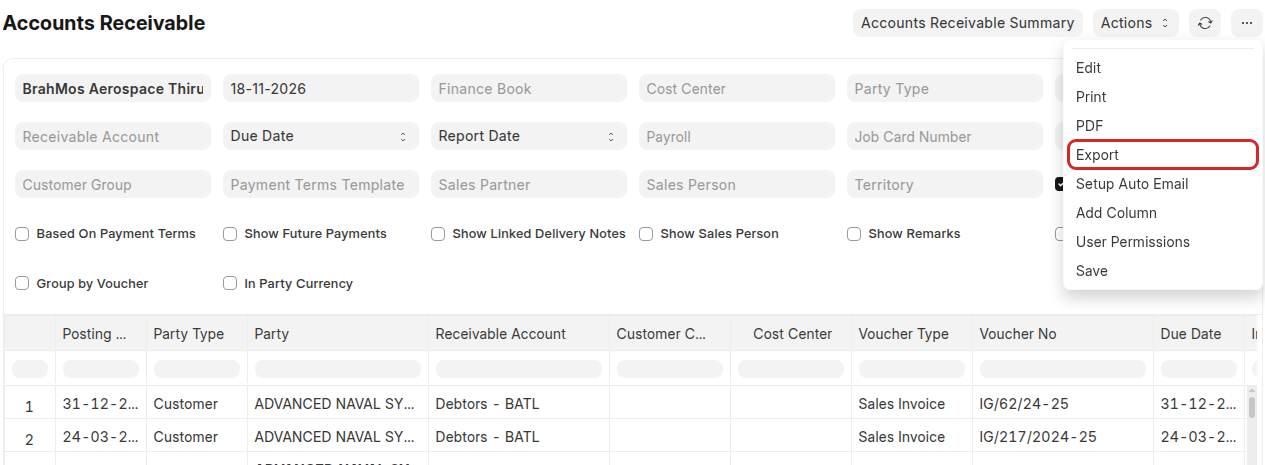 Accounts Receivable
Accounts Receivable Summary
Actions
Edit
Print
PDF
Export
Setup Auto Email
Add Column
User Permissions
Save
BrahMos Aerospace Thiru
18-11-2026
Finance Book
Cost Center
Party Type
Receivable Account
Due Date
Report Date
Payroll
Job Card Number
Customer Group
Payment Terms Template
Sales Partner
Sales Person
Territory
Based On Payment Terms
Show Future Payments
Show Linked Delivery Notes
Show Sales Person
Show Remarks
Group by Voucher
In Party Currency
Posting ... Party Type Party Receivable Account Customer C... Cost Center Voucher Type Voucher No Due Date
1 31-12-2... Customer ADVANCED NAVAL SY... Debtors - BATL Sales Invoice IG/62/24-25 31-12-2...
2 24-03-2... Customer ADVANCED NAVAL SY... Debtors - BATL Sales Invoice IG/217/2024-25 24-03-2...